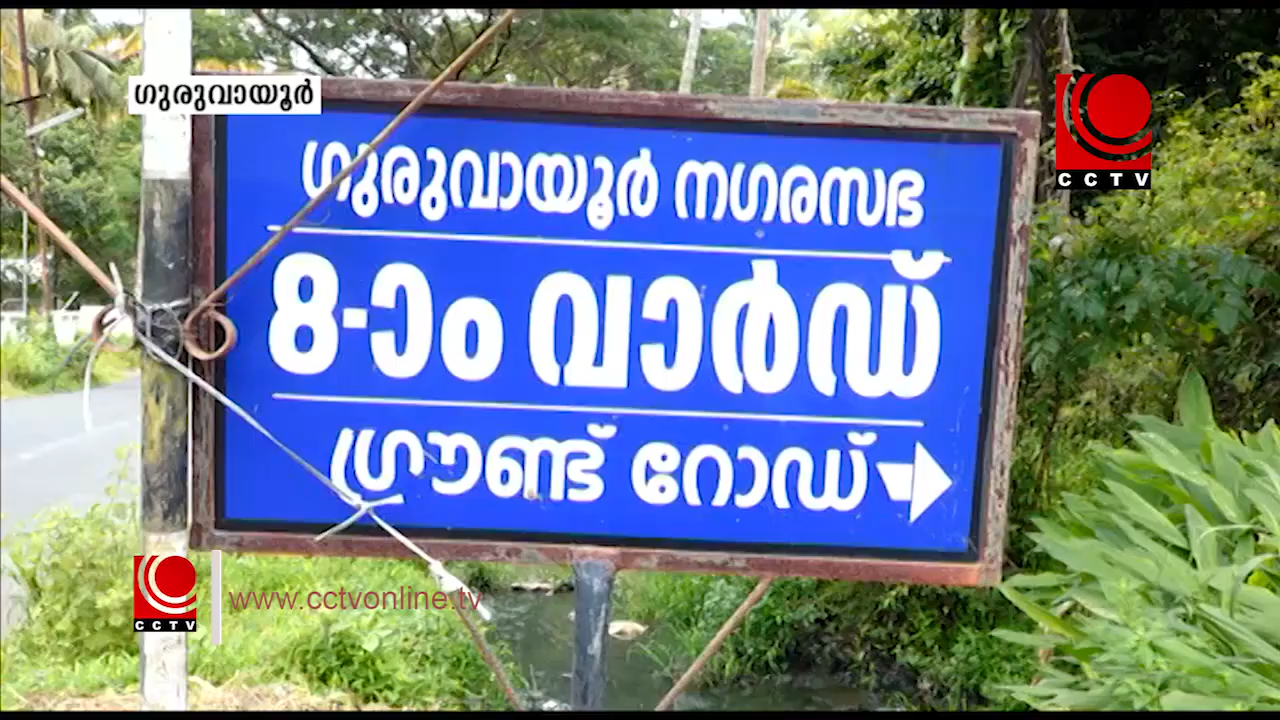 ഗുരുവായൂർ
CCTV
ഗുരുവായൂർ നഗരസഭ
8-ാം വാർഡ്
ഗ്രൗണ്ട് റോഡ്
CCTV
www.cctvonline.tv